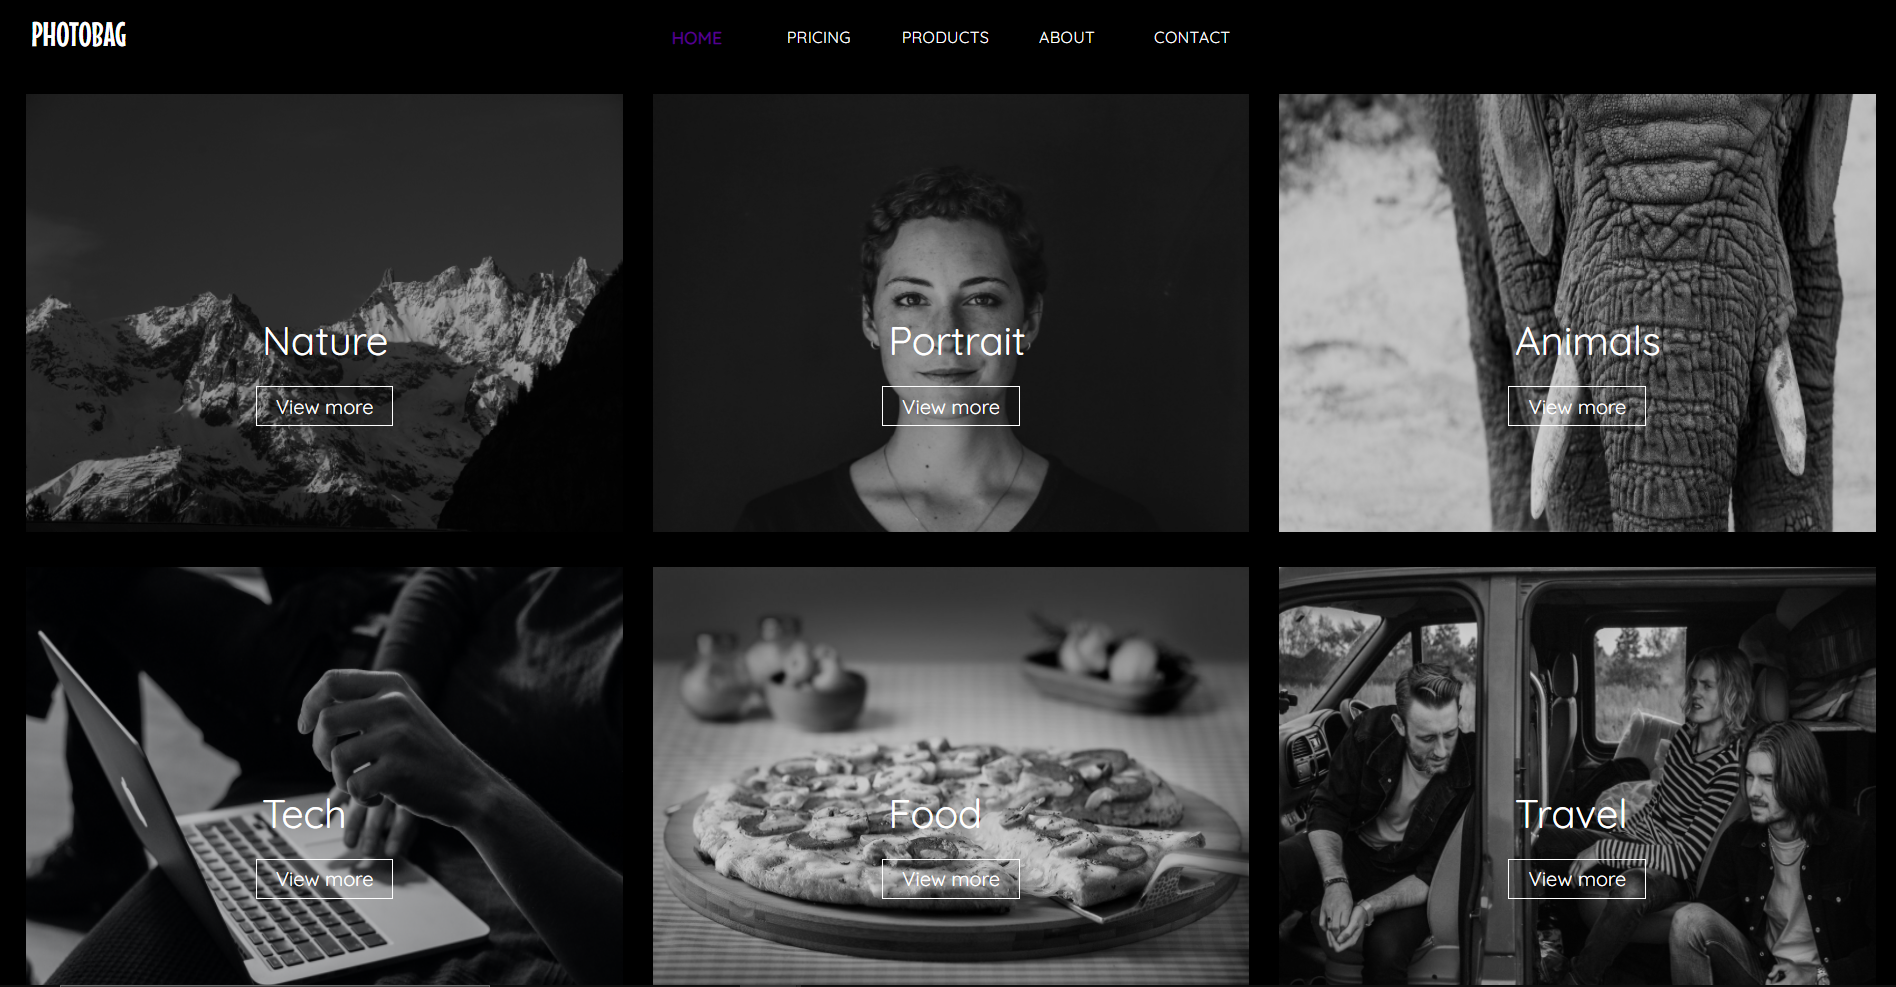 PHOTOBAG
HOME PRICING PRODUCTS ABOUT CONTACT
Nature
View more
Portrait
View more
Animals
View more
Tech
View more
Food
View more
Travel
View more